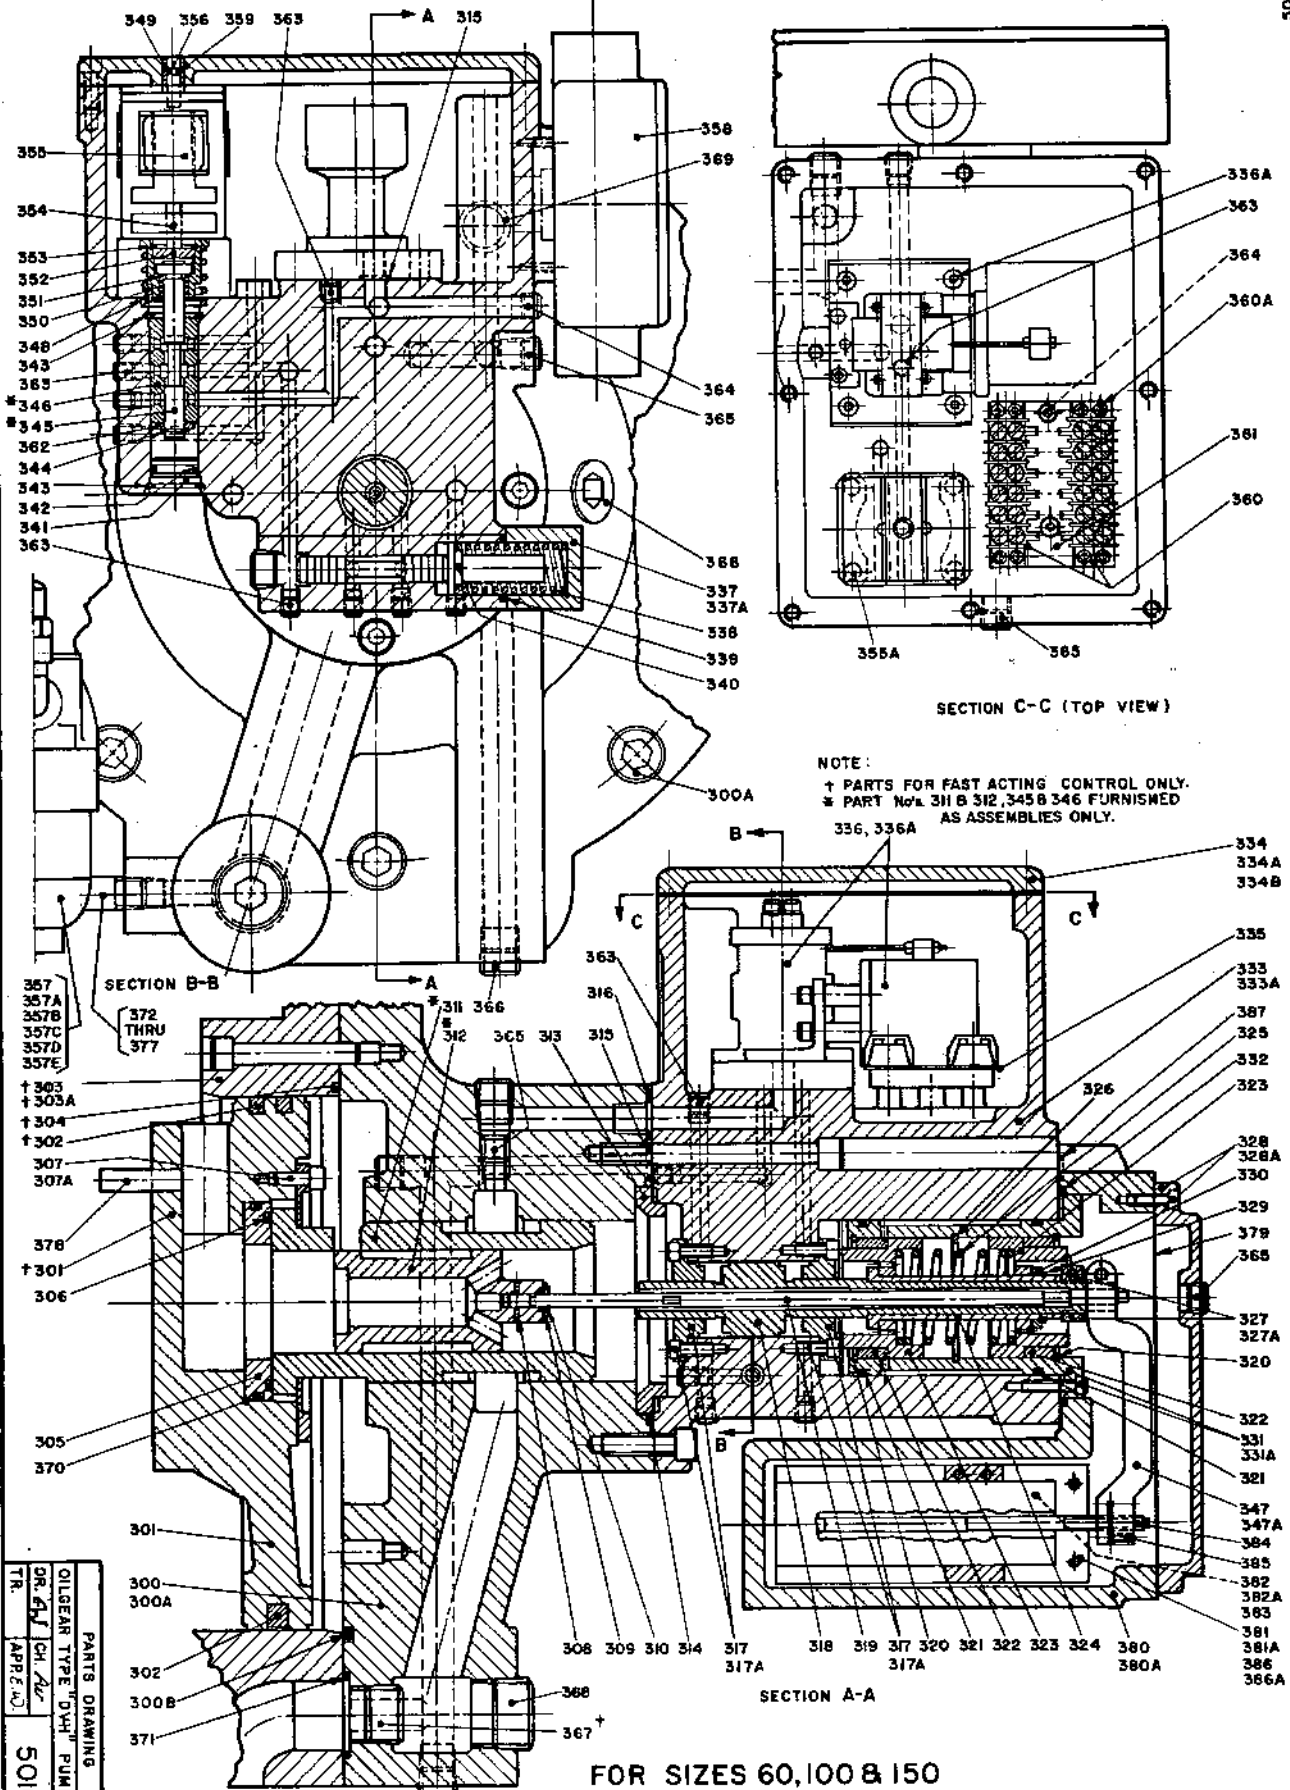 349 356 359 363 A 315
355
354
353
352
351
350
348
343
363
* 346
* 345
362
344
343
342
341
363
358
369
364
365
366
337
337A
338
339
340
300A
336A
363
364
360A
361
360
355A
365
SECTION C-C (TOP VIEW)
NOTE:
† PARTS FOR FAST ACTING CONTROL ONLY.
* PART No's. 311 & 312, 345 & 346 FURNISHED
AS ASSEMBLIES ONLY.
SECTION B-B
A
366
357
357A
357B
357C
357D
357E
372
THRU
377
B
336, 336A
334
334A
334B
C C
335
333
333A
387
325
332
323
326
328
328A
330
329
379
365
327
327A
320
322
331
331A
321
347
347A
384
385
382
382A
383
381
381A
386
386A
* 311
* 312
365
313
363
316
315
† 303
† 303A
† 304
† 302
307
307A
378
† 301
306
305
370
301
300
300A
302
300B
371
B
308 309 310 314 317 317A 318 319 317 317A 320 321 322 323 324 380 380A
SECTION A-A
368
367 †
FOR SIZES 60, 100 & 150
PARTS DRAWING
OILGEAR TYPE "DVH" PUM
DR. CH.
TR. APP.
501